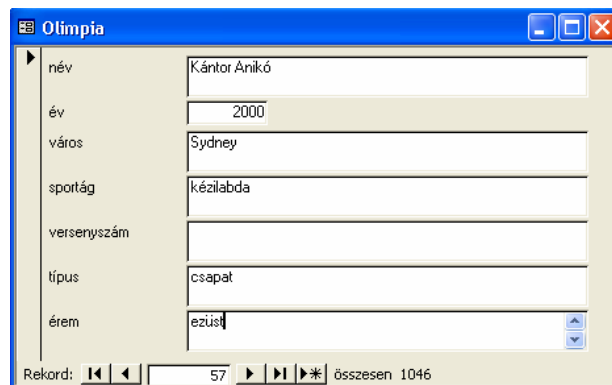 Olimpia
név Kántor Anikó
év 2000
város Sydney
sportág kézilabda
versenyszám
típus csapat
érem ezüst
Rekord: 57 összesen 1046